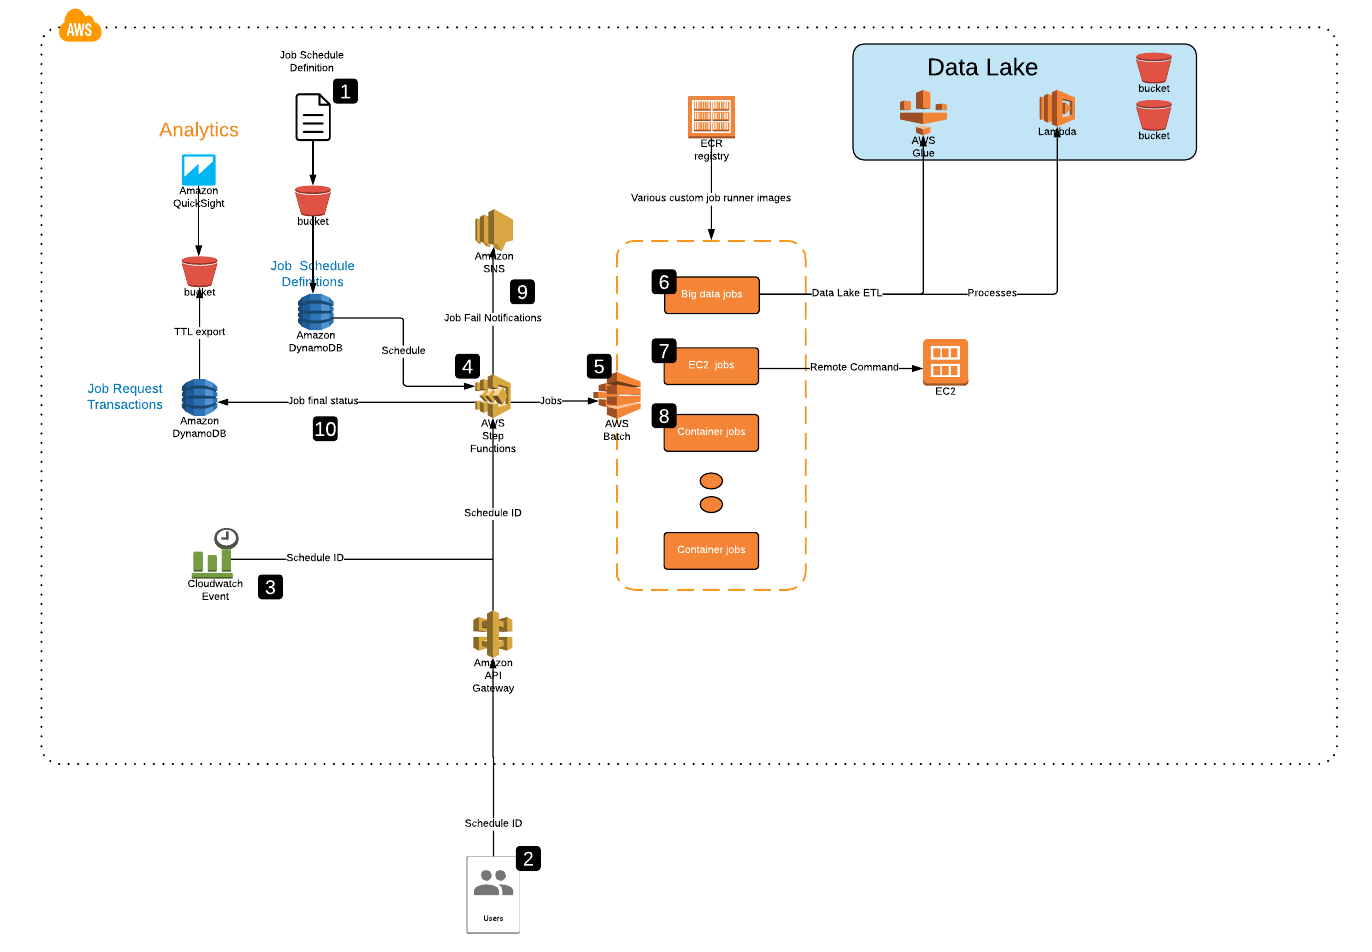 AWS
Job Schedule
Definition
1
Analytics
Amazon
QuickSight
bucket
TTL export
Job Request
Transactions
Amazon
DynamoDB
bucket
Job Schedule
Definitions
Amazon
DynamoDB
Schedule
Amazon
SNS
9
Job Fail Notifications
4
AWS
Step
Functions
Job final status
10
Jobs
5
AWS
Batch
ECR
registry
Various custom job runner images
6
Big data jobs
7
EC2 jobs
8
Container jobs
Container jobs
Data Lake
AWS
Glue
Lambda
bucket
bucket
Data Lake ETL
Processes
Remote Command
EC2
Schedule ID
Schedule ID
Cloudwatch
Event
3
Amazon
API
Gateway
Schedule ID
2
Users